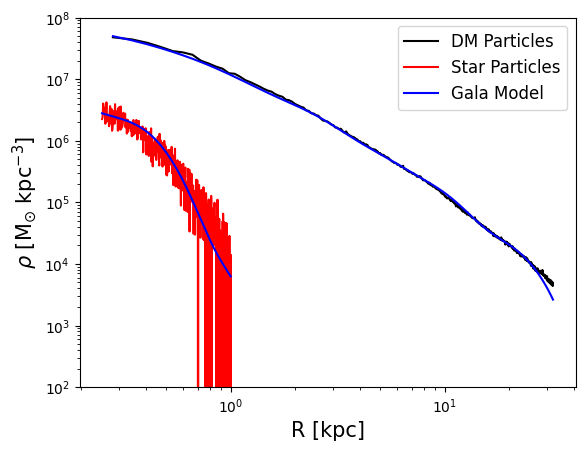 10⁸
10⁷
10⁶
10⁵
10⁴
10³
10²
ρ [M⊙ kpc⁻³]
DM Particles
Star Particles
Gala Model
10⁰ 10¹
R [kpc]